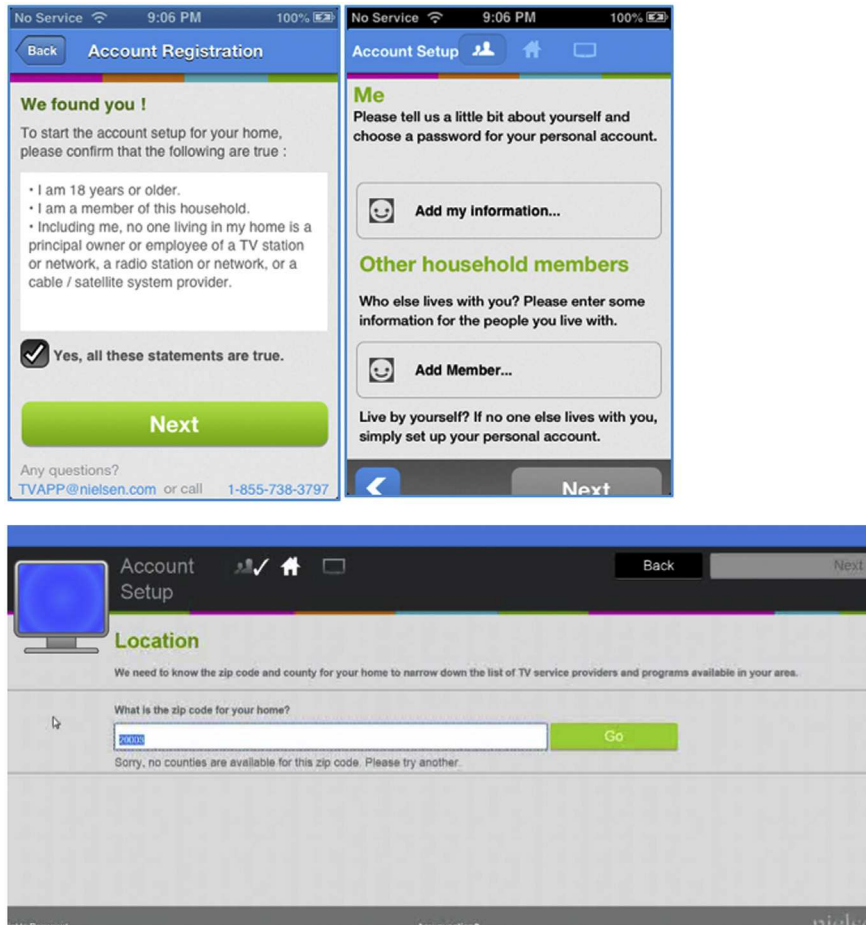 No Service 9:06 PM 100%
Back Account Registration
We found you !
To start the account setup for your home,
please confirm that the following are true :
• I am 18 years or older.
• I am a member of this household.
• Including me, no one living in my home is a
principal owner or employee of a TV station
or network, a radio station or network, or a
cable / satellite system provider.
Yes, all these statements are true.
Next
Any questions?
TVAPP@nielsen.com or call 1-855-738-3797
No Service 9:06 PM 100%
Account Setup
Me
Please tell us a little bit about yourself and
choose a password for your personal account.
Add my information...
Other household members
Who else lives with you? Please enter some
information for the people you live with.
Add Member...
Live by yourself? If no one else lives with you,
simply set up your personal account.
Next
Account
Setup
Back Next
Location
We need to know the zip code and county for your home to narrow down the list of TV service providers and programs available in your area.
What is the zip code for your home?
20003
Go
Sorry, no counties are available for this zip code. Please try another.